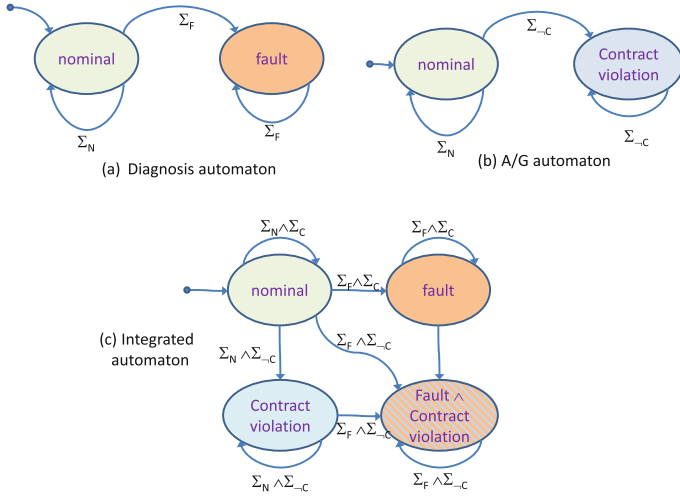 Σ_F
nominal
fault
Σ_N
Σ_F
(a) Diagnosis automaton
Σ_¬C
nominal
Contract
violation
Σ_N
Σ_¬C
(b) A/G automaton
Σ_N∧Σ_C
Σ_F∧Σ_C
nominal
Σ_F∧Σ_C
fault
(c) Integrated
automaton
Σ_N ∧Σ_¬C
Σ_F ∧Σ_¬C
Contract
violation
Σ_F ∧Σ_¬C
Fault ∧
Contract
violation
Σ_N ∧Σ_¬C
Σ_F ∧Σ_¬C